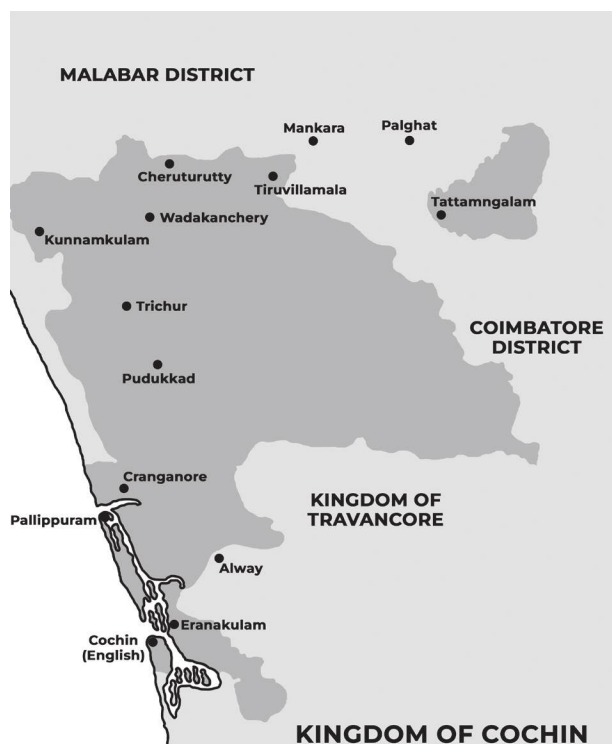 MALABAR DISTRICT
Mankara
Palghat
Cheruturutty
Tiruvillamala
Tattamngalam
Wadakanchery
Kunnamkulam
Trichur
COIMBATORE
DISTRICT
Pudukkad
Cranganore
KINGDOM OF
TRAVANCORE
Pallippuram
Alway
Eranakulam
Cochin
(English)
KINGDOM OF COCHIN